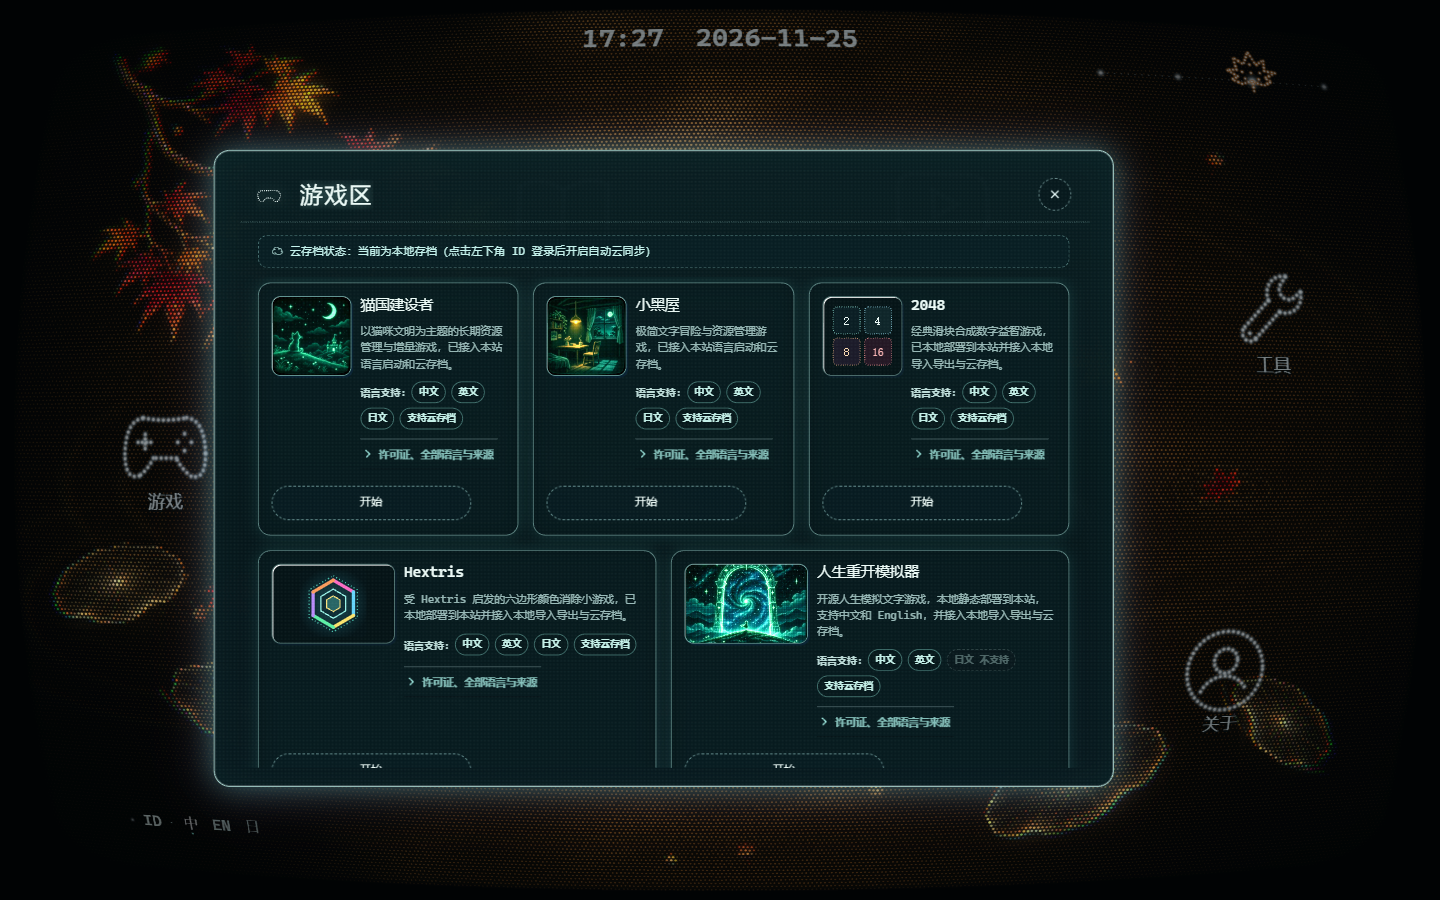 17:27 2026-11-25
游戏区
×
云存档状态：当前为本地存档（点击左下角 ID 登录后开启自动云同步）
猫国建设者
以猫咪文明为主题的长期资源
管理与增量游戏，已接入本站
语言启动和云存档。
语言支持： 中文 英文
日文 支持云存档
> 许可证、全部语言与来源
开始
小黑屋
极简文字冒险与资源管理游
戏，已接入本站语言启动和云
存档。
语言支持： 中文 英文
日文 支持云存档
> 许可证、全部语言与来源
开始
2 4
8 16
2048
经典滑块合成数字益智游戏，
已本地部署到本站并接入本地
导入导出与云存档。
语言支持： 中文 英文
日文 支持云存档
> 许可证、全部语言与来源
开始
Hextris
受 Hextris 启发的六边形颜色消除小游戏，已
本地部署到本站并接入本地导入导出与云存档。
语言支持： 中文 英文 日文 支持云存档
> 许可证、全部语言与来源
开始
人生重开模拟器
开源人生模拟文字游戏，本地静态部署到本站，
支持中文和 English，并接入本地导入导出与云
存档。
语言支持： 中文 英文 日文 不支持
支持云存档
> 许可证、全部语言与来源
开始
游戏
工具
关于
· ID · 中 EN 日